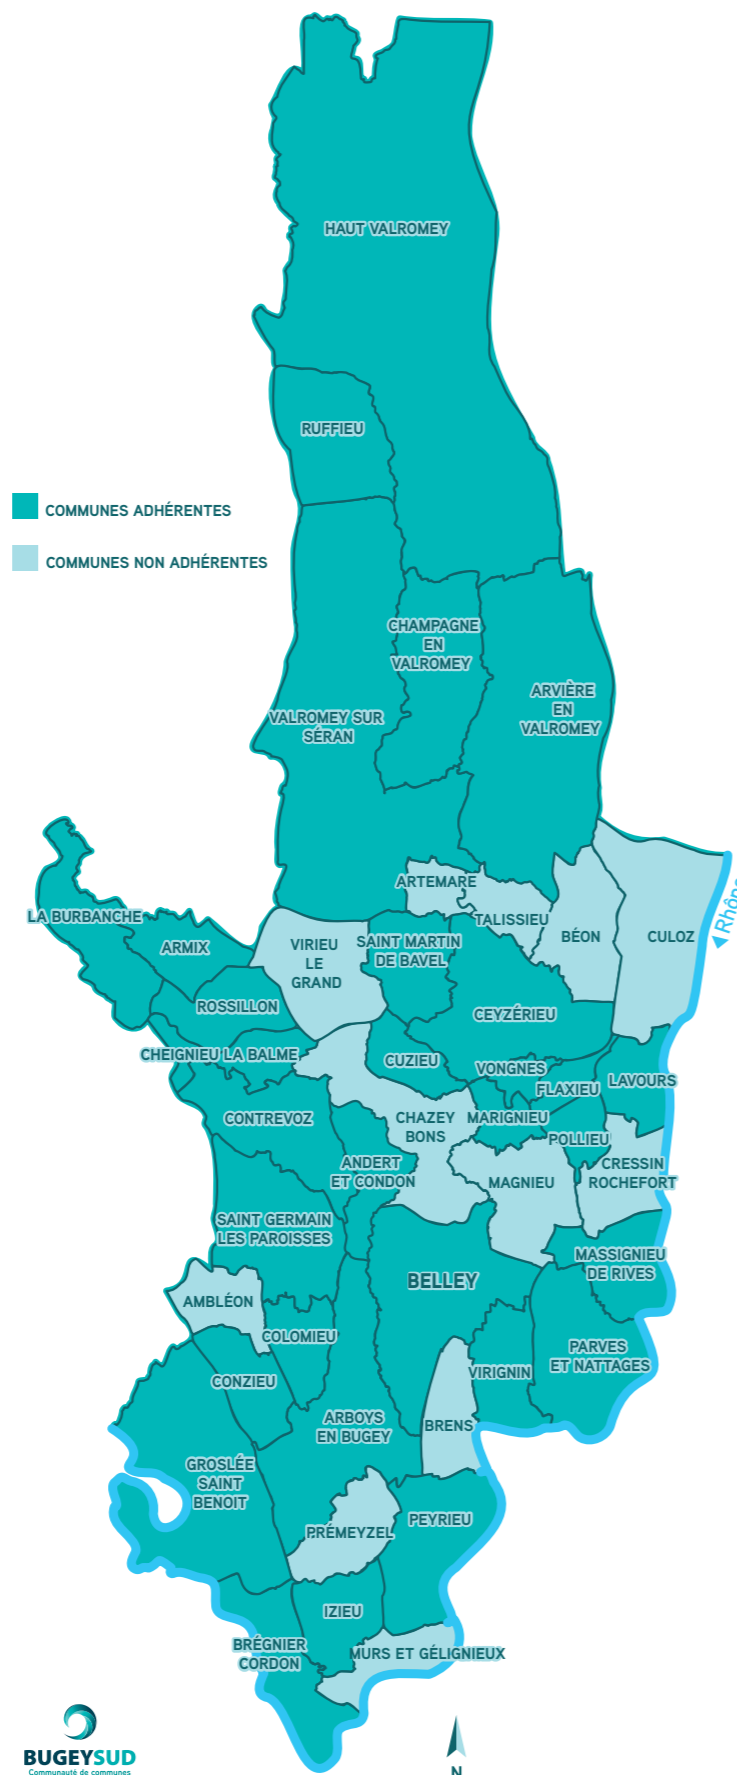 HAUT VALROMEY
RUFFIEU
COMMUNES ADHÉRENTES
COMMUNES NON ADHÉRENTES
CHAMPAGNE
EN
VALROMEY
ARVIÈRE
EN
VALROMEY
VALROMEY SUR
SÉRAN
ARTEMARE
TALISSIEU
BÉON
CULOZ
Rhône
LA BURBANCHE
ARMIX
VIRIEU
LE
GRAND
SAINT MARTIN
DE BAVEL
ROSSILLON
CEYZÉRIEU
CHEIGNIEU LA BALME
CUZIEU
VONGNES
FLAXIEU
LAVOURS
CONTREVOZ
CHAZEY
BONS
MARIGNIEU
POLLIEU
ANDERT
ET CONDON
MAGNIEU
CRESSIN
ROCHEFORT
SAINT GERMAIN
LES PAROISSES
BELLEY
MASSIGNIEU
DE RIVES
AMBLÉON
COLOMIEU
PARVES
ET NATTAGES
CONZIEU
VIRIGNIN
ARBOYS
EN BUGEY
BRENS
GROSLÉE
SAINT
BENOIT
PRÉMEYZEL
PEYRIEU
IZIEU
BRÉGNIER
CORDON
MURS ET GÉLIGNIEUX
BUGEYSUD
Communauté de communes
N